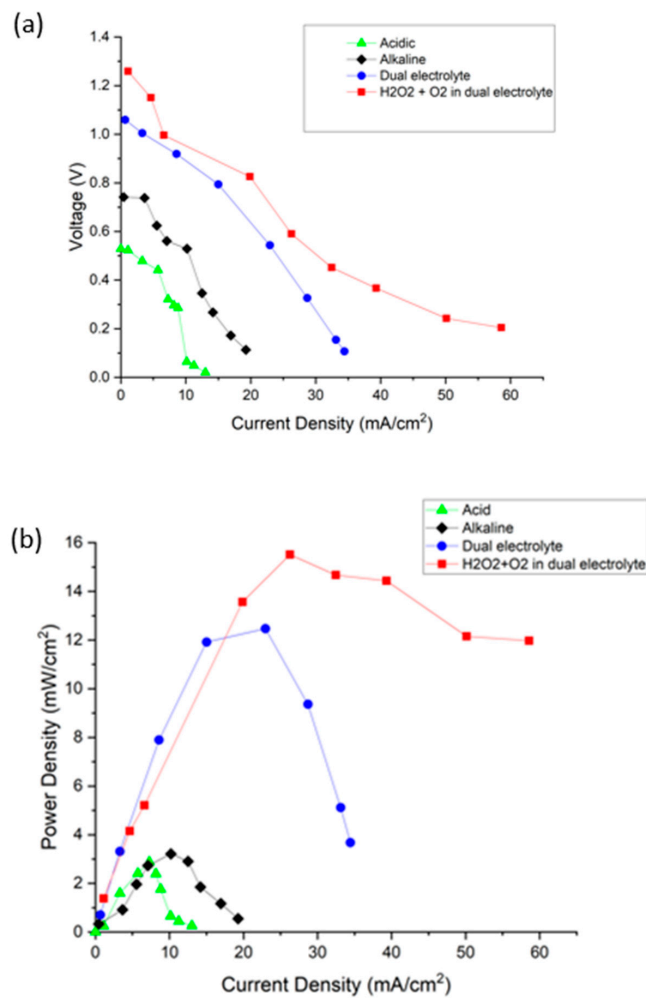 (a)
Acidic
Alkaline
Dual electrolyte
H2O2 + O2 in dual electrolyte
1.4
1.2
1.0
0.8
0.6
0.4
0.2
0.0
Voltage (V)
0 10 20 30 40 50 60
Current Density (mA/cm²)
(b)
Acid
Alkaline
Dual electrolyte
H2O2+O2 in dual electrolyte
16
14
12
10
8
6
4
2
0
Power Density (mW/cm²)
0 10 20 30 40 50 60
Current Density (mA/cm²)